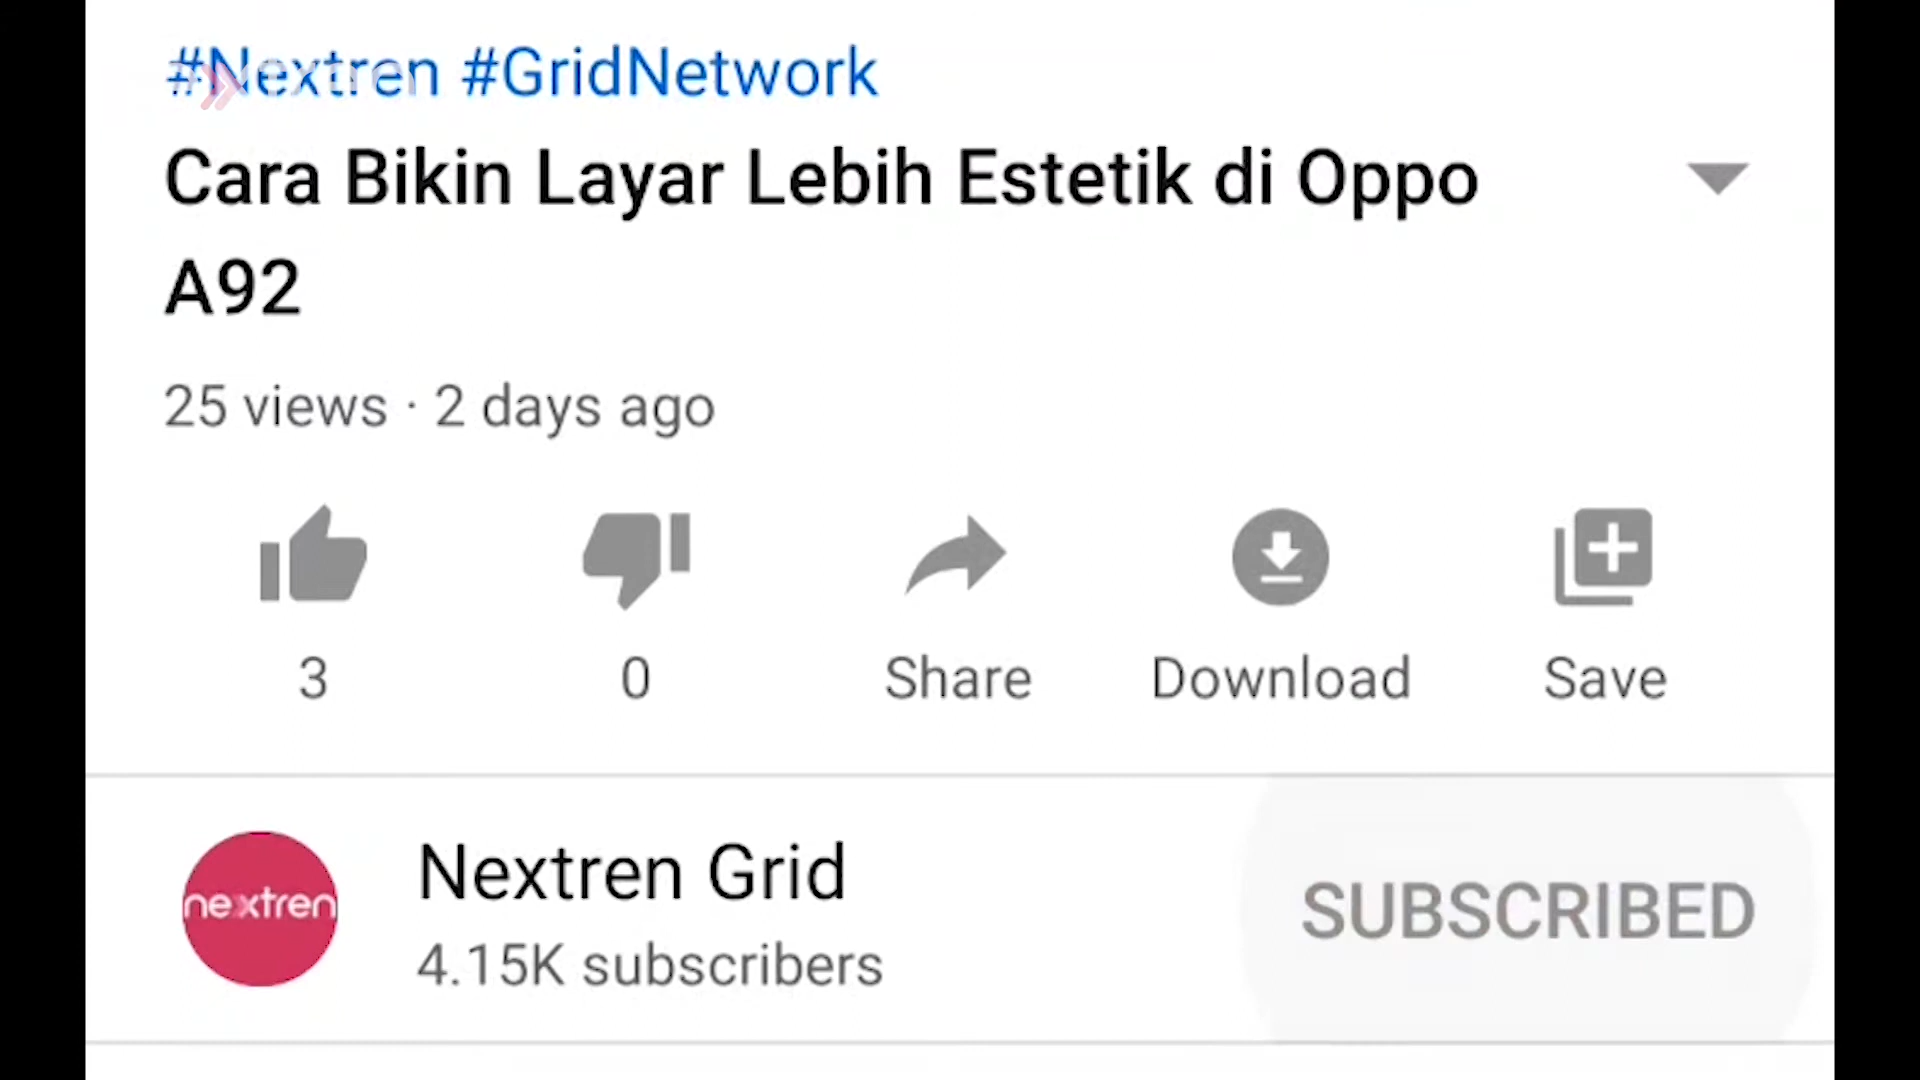 #Nextren #GridNetwork
Cara Bikin Layar Lebih Estetik di Oppo
A92
25 views · 2 days ago
3 0 Share Download Save
nextren
Nextren Grid
SUBSCRIBED
4.15K subscribers